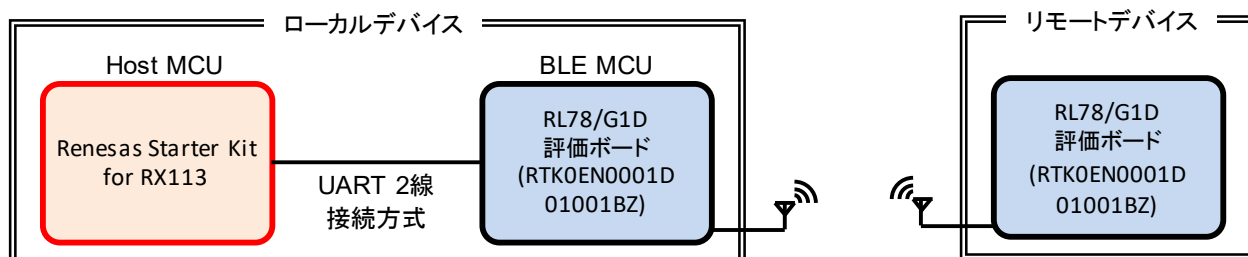 ローカルデバイス
リモートデバイス
Host MCU
BLE MCU
Renesas Starter Kit
for RX113
UART 2線
接続方式
RL78/G1D
評価ボード
(RTK0EN0001D
01001BZ)
RL78/G1D
評価ボード
(RTK0EN0001D
01001BZ)